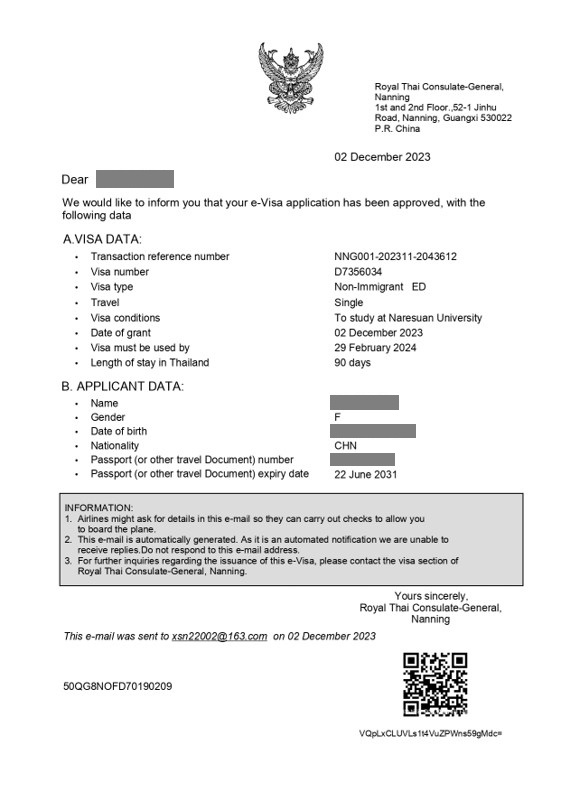 Royal Thai Consulate-General,
Nanning
1st and 2nd Floor.,52-1 Jinhu
Road, Nanning, Guangxi 530022
P.R. China
02 December 2023
Dear
We would like to inform you that your e-Visa application has been approved, with the
following data
A.VISA DATA:
• Transaction reference number NNG001-202311-2043612
• Visa number D7356034
• Visa type Non-Immigrant ED
• Travel Single
• Visa conditions To study at Naresuan University
• Date of grant 02 December 2023
• Visa must be used by 29 February 2024
• Length of stay in Thailand 90 days
B. APPLICANT DATA:
• Name
• Gender F
• Date of birth
• Nationality CHN
• Passport (or other travel Document) number
• Passport (or other travel Document) expiry date 22 June 2031
INFORMATION:
1. Airlines might ask for details in this e-mail so they can carry out checks to allow you
to board the plane.
2. This e-mail is automatically generated. As it is an automated notification we are unable to
receive replies.Do not respond to this e-mail address.
3. For further inquiries regarding the issuance of this e-Visa, please contact the visa section of
Royal Thai Consulate-General, Nanning.
Yours sincerely,
Royal Thai Consulate-General,
Nanning
This e-mail was sent to xsn22002@163.com on 02 December 2023
50QG8NOFD70190209
VQpLxCLUVLs1t4VuZPWns59gMdc=